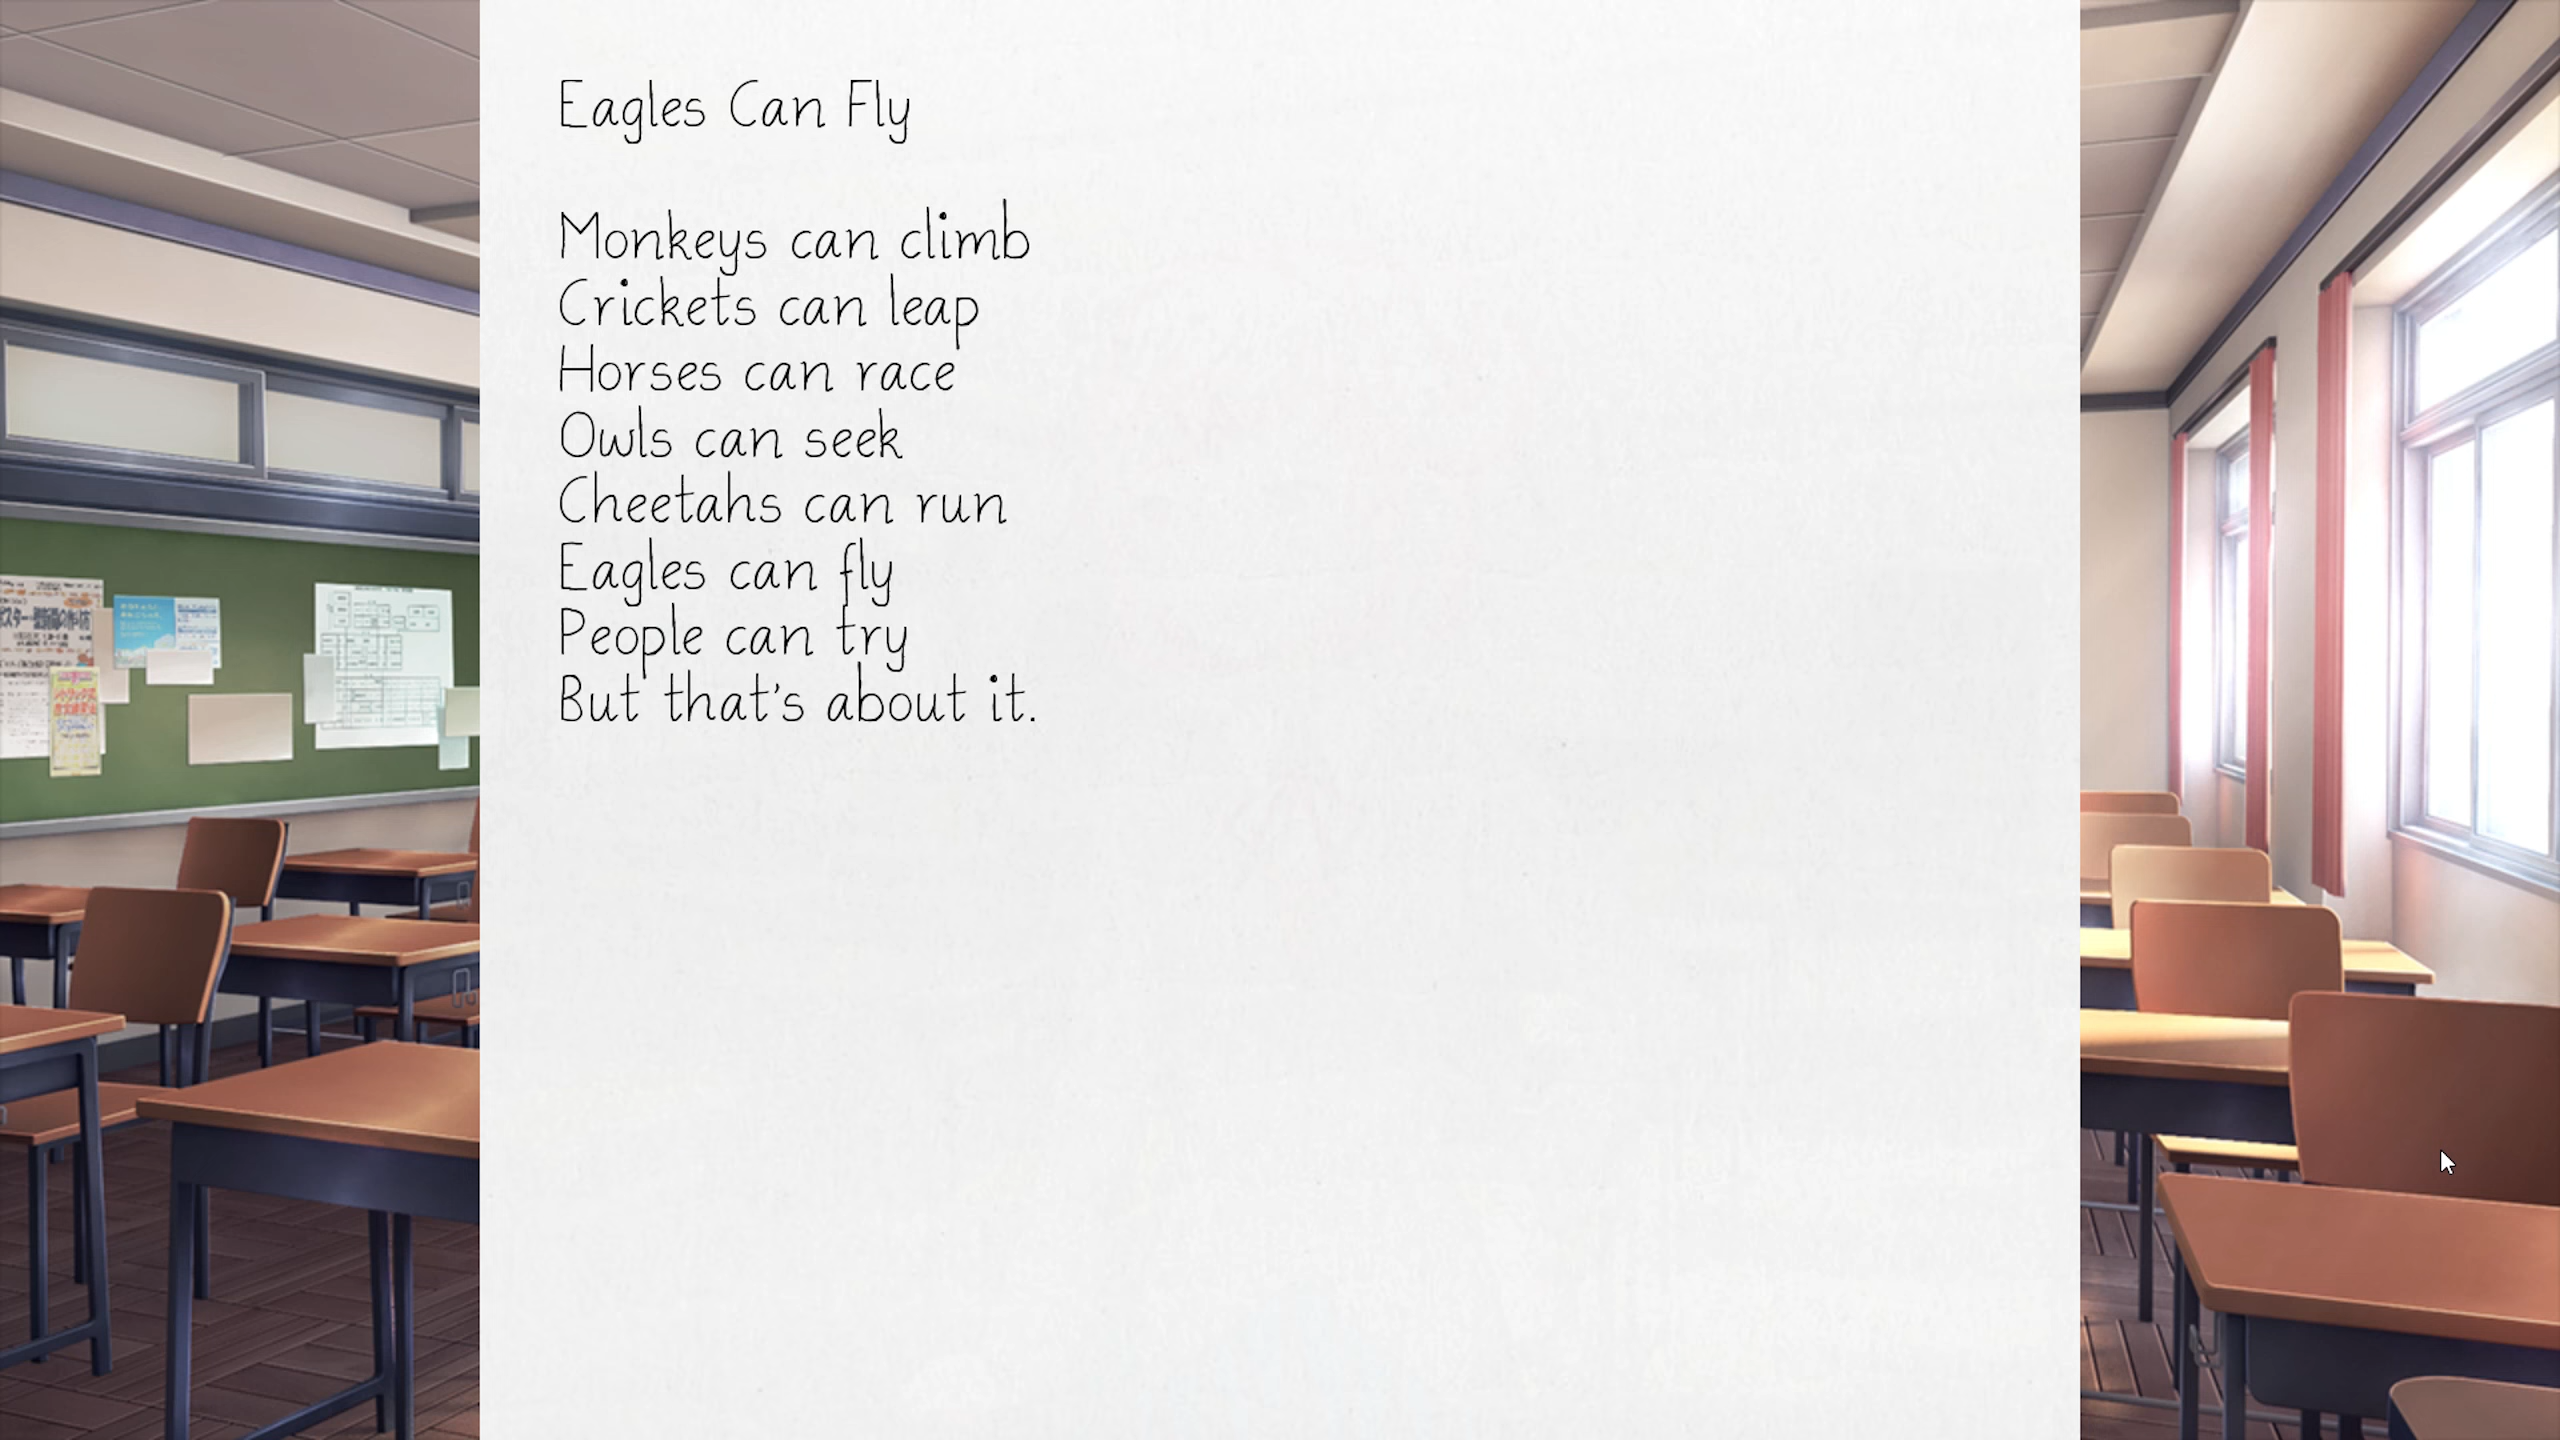 Eagles Can Fly
Monkeys can climb
Crickets can leap
Horses can race
Owls can seek
Cheetahs can run
Eagles can fly
People can try
But that's about it.